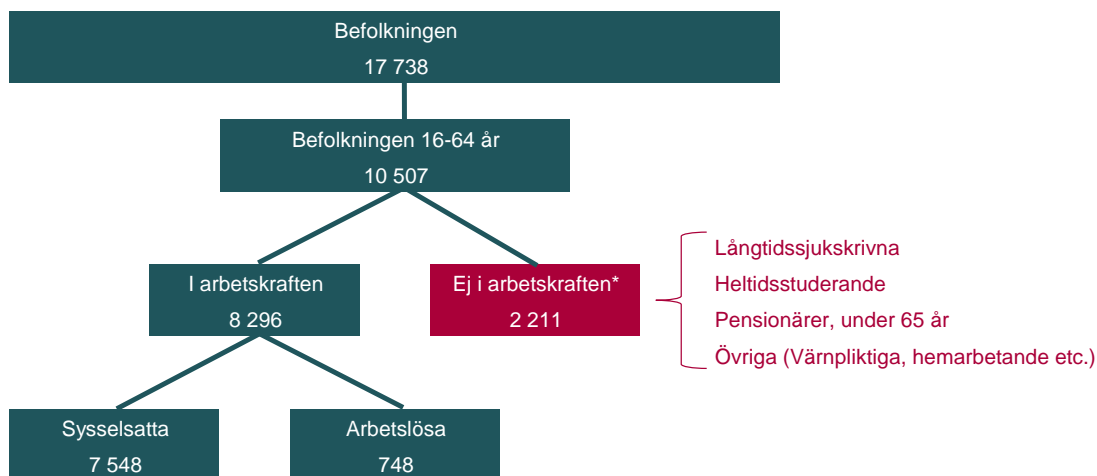 Befolkningen
17 738
Befolkningen 16-64 år
10 507
I arbetskraften
8 296
Ej i arbetskraften*
2 211
Långtidssjukskrivna
Heltidsstuderande
Pensionärer, under 65 år
Övriga (Värnpliktiga, hemarbetande etc.)
Sysselsatta
7 548
Arbetslösa
748